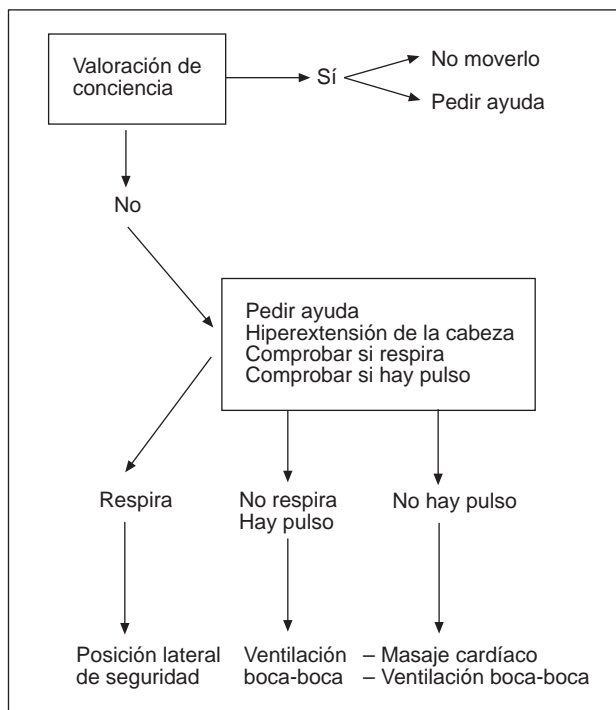 Valoración de
conciencia
Sí
No moverlo
Pedir ayuda
No
Pedir ayuda
Hiperextensión de la cabeza
Comprobar si respira
Comprobar si hay pulso
Respira
No respira
Hay pulso
No hay pulso
Posición lateral
de seguridad
Ventilación
boca-boca
– Masaje cardíaco
– Ventilación boca-boca